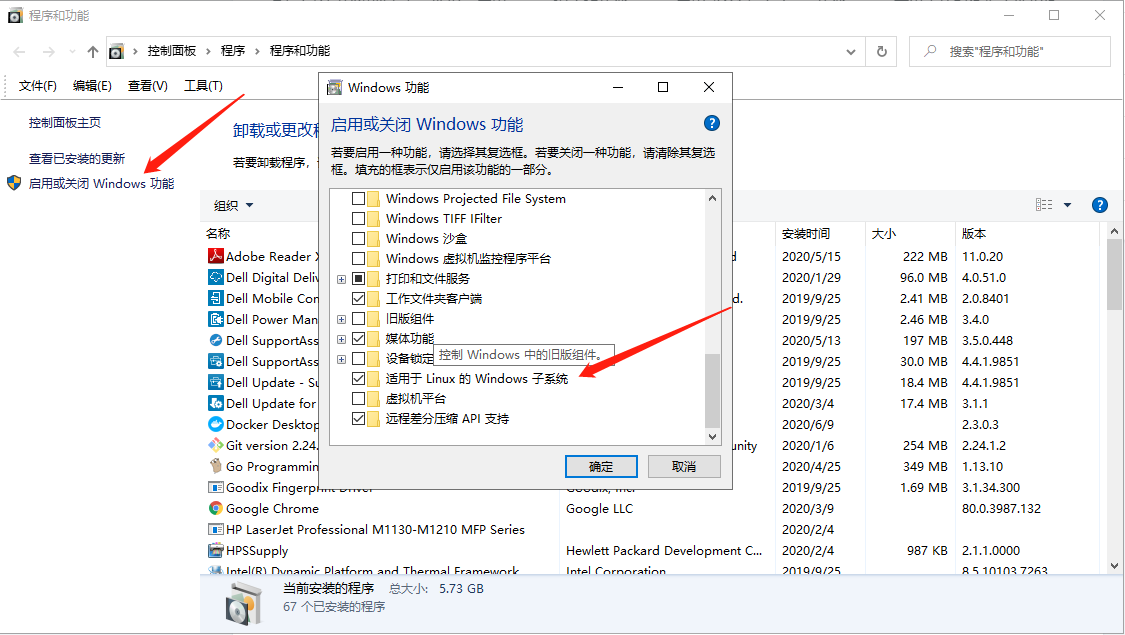 程序和功能
控制面板 › 程序 › 程序和功能
搜索"程序和功能"
文件(F) 编辑(E) 查看(V) 工具(T)
控制面板主页
查看已安装的更新
启用或关闭 Windows 功能
卸载或更改
若要卸载程序，
组织
名称 安装时间 大小 版本
Adobe Reader 2020/5/15 222 MB 11.0.20
Dell Digital Deliv 2020/1/29 96.0 MB 4.0.51.0
Dell Mobile Con d. 2019/9/25 2.41 MB 2.0.8401
Dell Power Man 2019/9/25 2.46 MB 3.4.0
Dell SupportAss 2020/5/13 197 MB 3.5.0.448
Dell SupportAss 2019/9/25 30.0 MB 4.4.1.9851
Dell Update - Su 2019/9/25 18.4 MB 4.4.1.9851
Dell Update for 2020/3/4 17.4 MB 3.1.1
Docker Desktop 2020/6/9 2.3.0.3
Git version 2.24. unity 2020/1/6 254 MB 2.24.1.2
Go Programmin 2020/4/25 349 MB 1.13.10
Goodix Fingerprint Driver Goodix, Inc. 2019/9/25 1.69 MB 3.1.34.300
Google Chrome Google LLC 2020/3/9 80.0.3987.132
HP LaserJet Professional M1130-M1210 MFP Series 2020/2/4
HPSSupply Hewlett Packard Development C... 2020/2/4 987 KB 2.1.1.0000
Intel(R) Dynamic Platform and Thermal Framework Intel Corporation 2019/9/25 8.5.10103.7263
当前安装的程序 总大小: 5.73 GB
67 个已安装的程序
Windows 功能
启用或关闭 Windows 功能
若要启用一种功能，请选择其复选框。若要关闭一种功能，请清除其复选
框。填充的框表示仅启用该功能的一部分。
Windows Projected File System
Windows TIFF IFilter
Windows 沙盒
Windows 虚拟机监控程序平台
打印和文件服务
工作文件夹客户端
旧版组件
媒体功能
控制 Windows 中的旧版组件。
设备锁定
适用于 Linux 的 Windows 子系统
虚拟机平台
远程差分压缩 API 支持
确定 取消